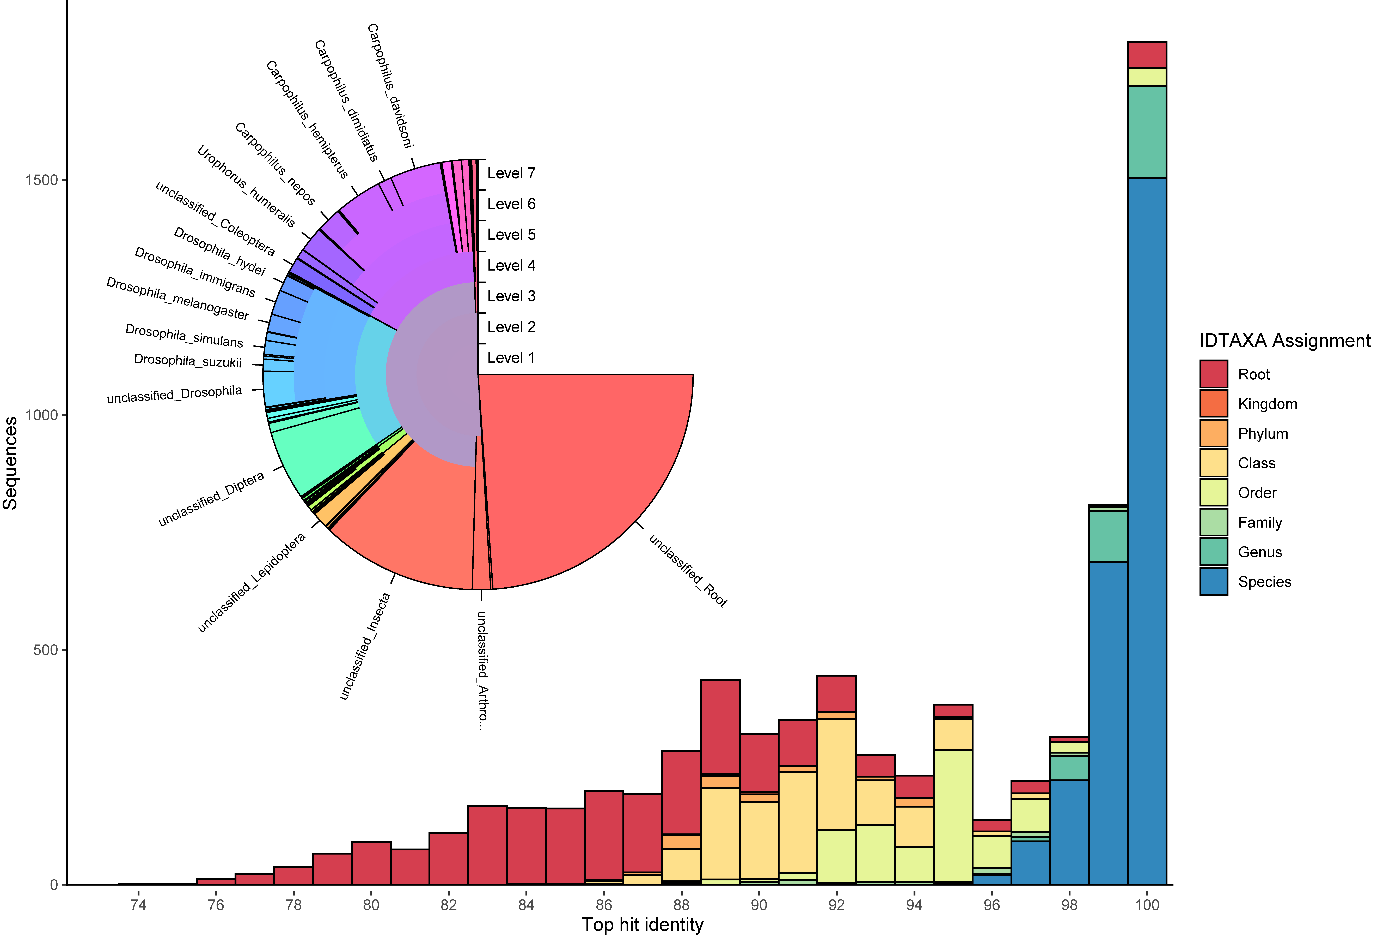 Carpophilus_davidsoni
Carpophilus_dimidiatus
Carpophilus_hemipterus
Carpophilus_nepos
Urophorus_humeralis
unclassified_Coleoptera
Drosophila_hydei
Drosophila_immigrans
Drosophila_melanogaster
Drosophila_simulans
Drosophila_suzukii
unclassified_Drosophila
unclassified_Diptera
unclassified_Lepidoptera
unclassified_Insecta
unclassified_Arthro...
unclassified_Root
Level 7
Level 6
Level 5
Level 4
Level 3
Level 2
Level 1
Sequences
1500
1000
500
0
74 76 78 80 82 84 86 88 90 92 94 96 98 100
Top hit identity
IDTAXA Assignment
Root
Kingdom
Phylum
Class
Order
Family
Genus
Species